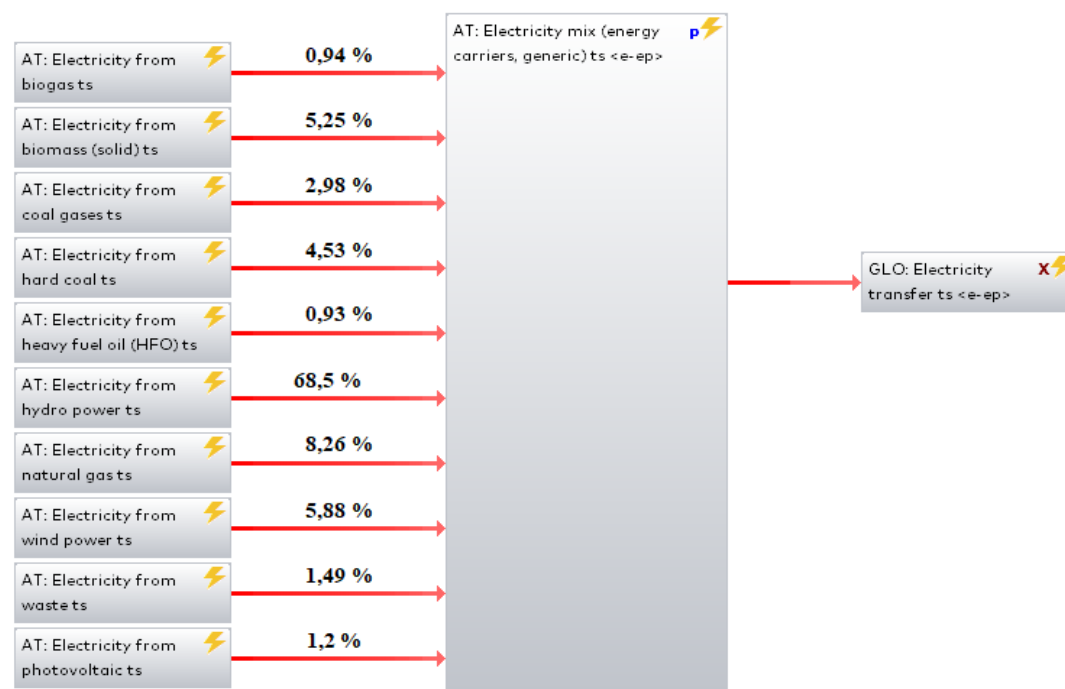 AT: Electricity from
biogas ts
0,94 %
AT: Electricity from
biomass (solid) ts
5,25 %
AT: Electricity from
coal gases ts
2,98 %
AT: Electricity from
hard coal ts
4,53 %
AT: Electricity from
heavy fuel oil (HFO) ts
0,93 %
AT: Electricity from
hydro power ts
68,5 %
AT: Electricity from
natural gas ts
8,26 %
AT: Electricity from
wind power ts
5,88 %
AT: Electricity from
waste ts
1,49 %
AT: Electricity from
photovoltaic ts
1,2 %
AT: Electricity mix (energy
carriers, generic) ts <e-ep>
p
GLO: Electricity
transfer ts <e-ep>
X